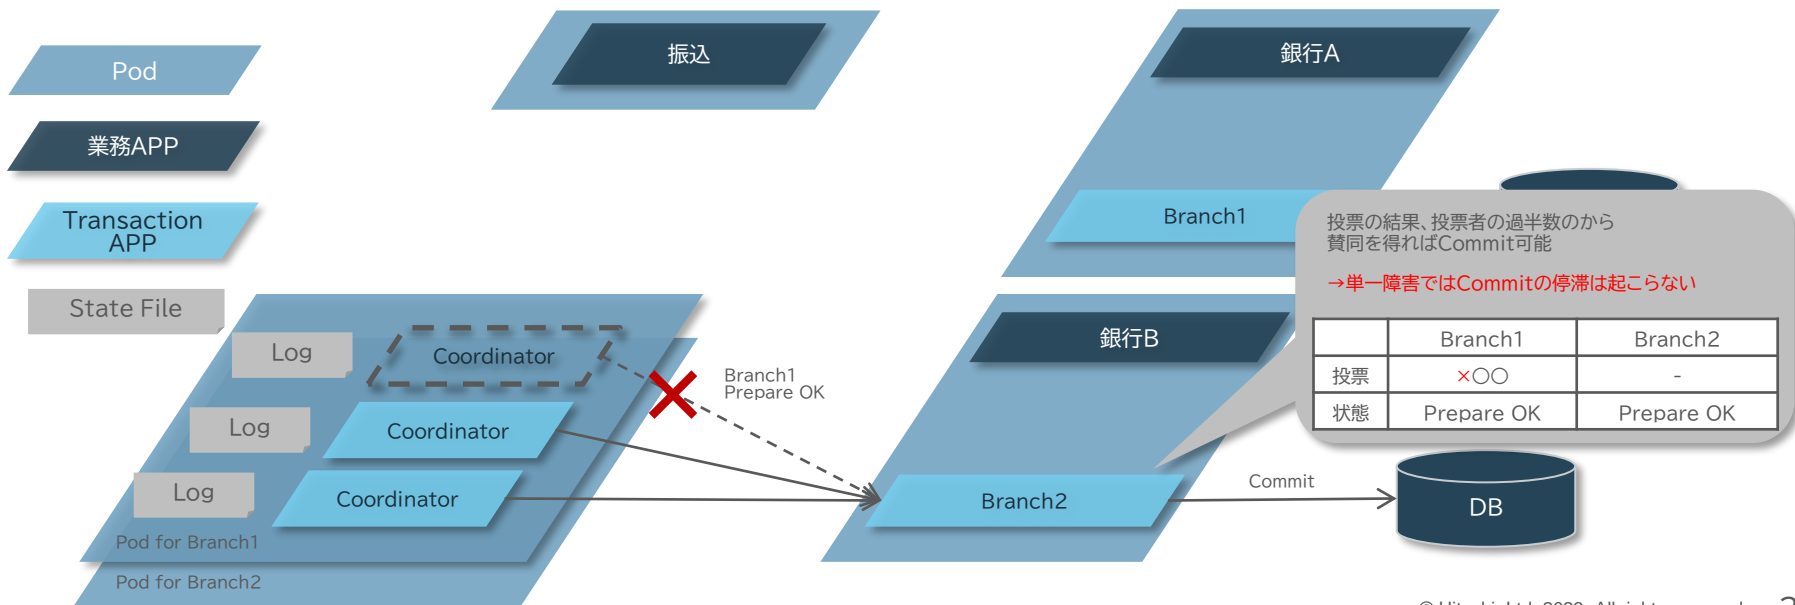 Pod
業務APP
Transaction
APP
State File
振込
銀行A
Branch1
投票の結果、投票者の過半数のから
賛同を得ればCommit可能
→単一障害ではCommitの停滞は起こらない
Branch1 Branch2
投票 ×○○ -
状態 Prepare OK Prepare OK
Log
Coordinator
Log
Coordinator
Log
Coordinator
Pod for Branch1
Pod for Branch2
Branch1
Prepare OK
銀行B
Branch2
Commit
DB